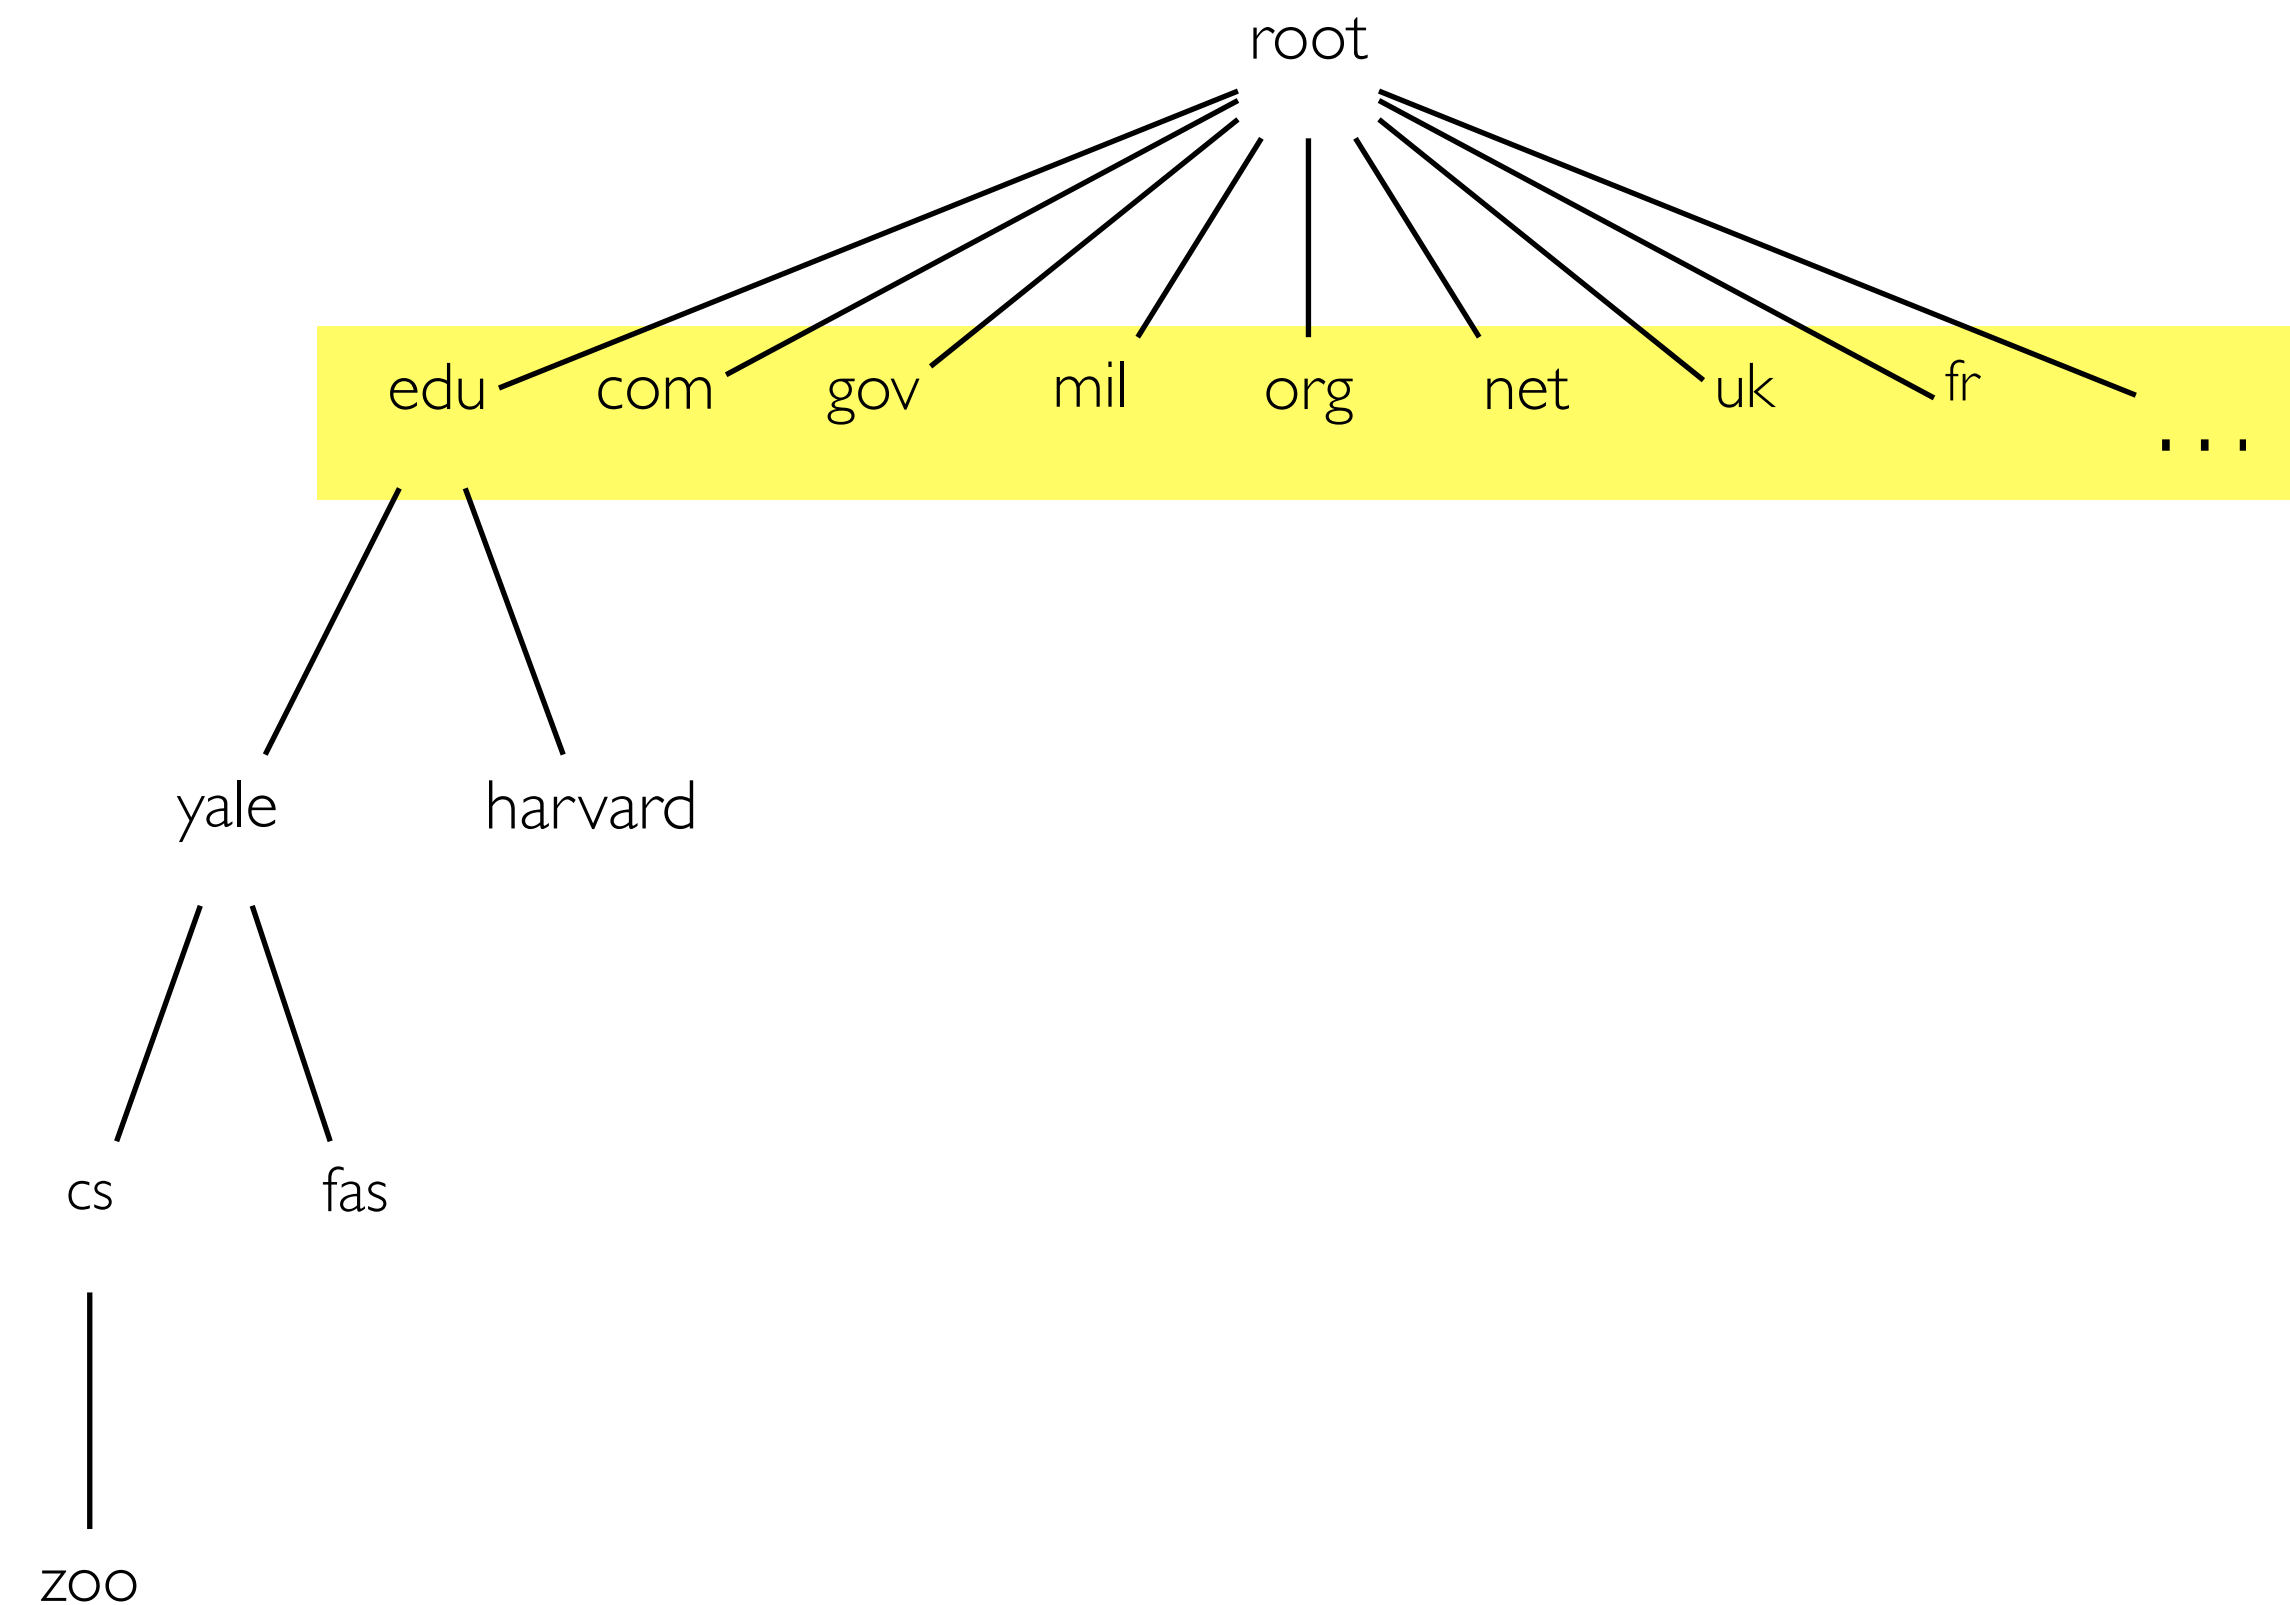 root
edu com gov mil org net uk fr ...
yale harvard
cs fas
zoo